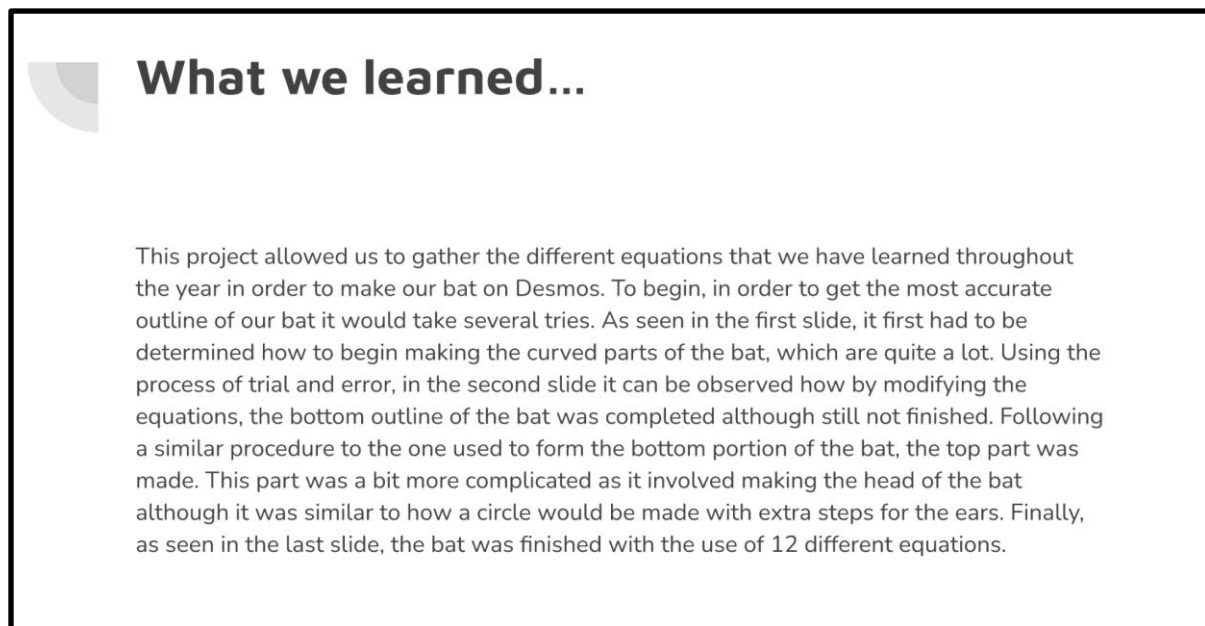 What we learned...
This project allowed us to gather the different equations that we have learned throughout
the year in order to make our bat on Desmos. To begin, in order to get the most accurate
outline of our bat it would take several tries. As seen in the first slide, it first had to be
determined how to begin making the curved parts of the bat, which are quite a lot. Using the
process of trial and error, in the second slide it can be observed how by modifying the
equations, the bottom outline of the bat was completed although still not finished. Following
a similar procedure to the one used to form the bottom portion of the bat, the top part was
made. This part was a bit more complicated as it involved making the head of the bat
although it was similar to how a circle would be made with extra steps for the ears. Finally,
as seen in the last slide, the bat was finished with the use of 12 different equations.